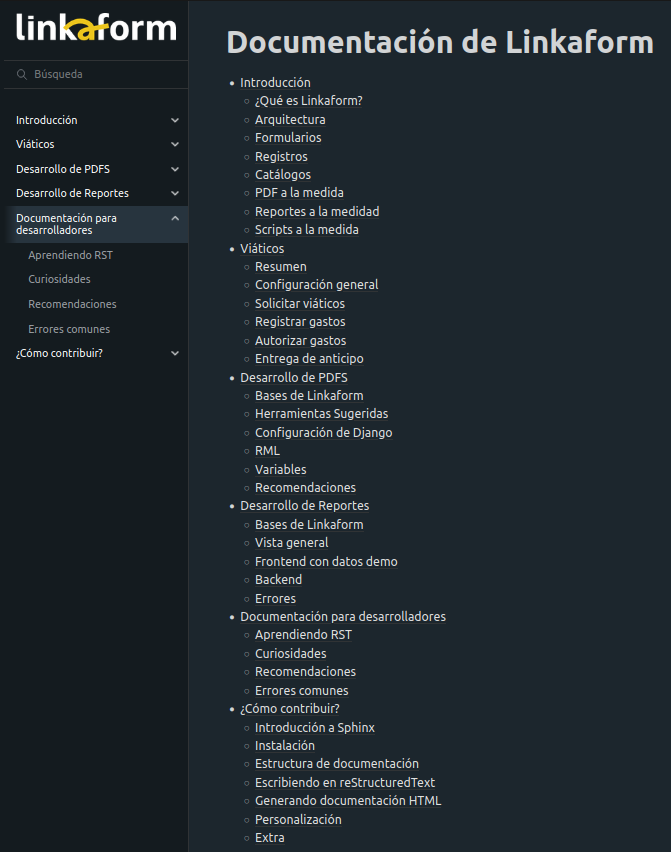 linkaform
Búsqueda
Introducción
Viáticos
Desarrollo de PDFS
Desarrollo de Reportes
Documentación para
desarrolladores
Aprendiendo RST
Curiosidades
Recomendaciones
Errores comunes
¿Cómo contribuir?
Documentación de Linkaform
Introducción
¿Qué es Linkaform?
Arquitectura
Formularios
Registros
Catálogos
PDF a la medida
Reportes a la medidad
Scripts a la medida
Viáticos
Resumen
Configuración general
Solicitar viáticos
Registrar gastos
Autorizar gastos
Entrega de anticipo
Desarrollo de PDFS
Bases de Linkaform
Herramientas Sugeridas
Configuración de Django
RML
Variables
Recomendaciones
Desarrollo de Reportes
Bases de Linkaform
Vista general
Frontend con datos demo
Backend
Errores
Documentación para desarrolladores
Aprendiendo RST
Curiosidades
Recomendaciones
Errores comunes
¿Cómo contribuir?
Introducción a Sphinx
Instalación
Estructura de documentación
Escribiendo en reStructuredText
Generando documentación HTML
Personalización
Extra